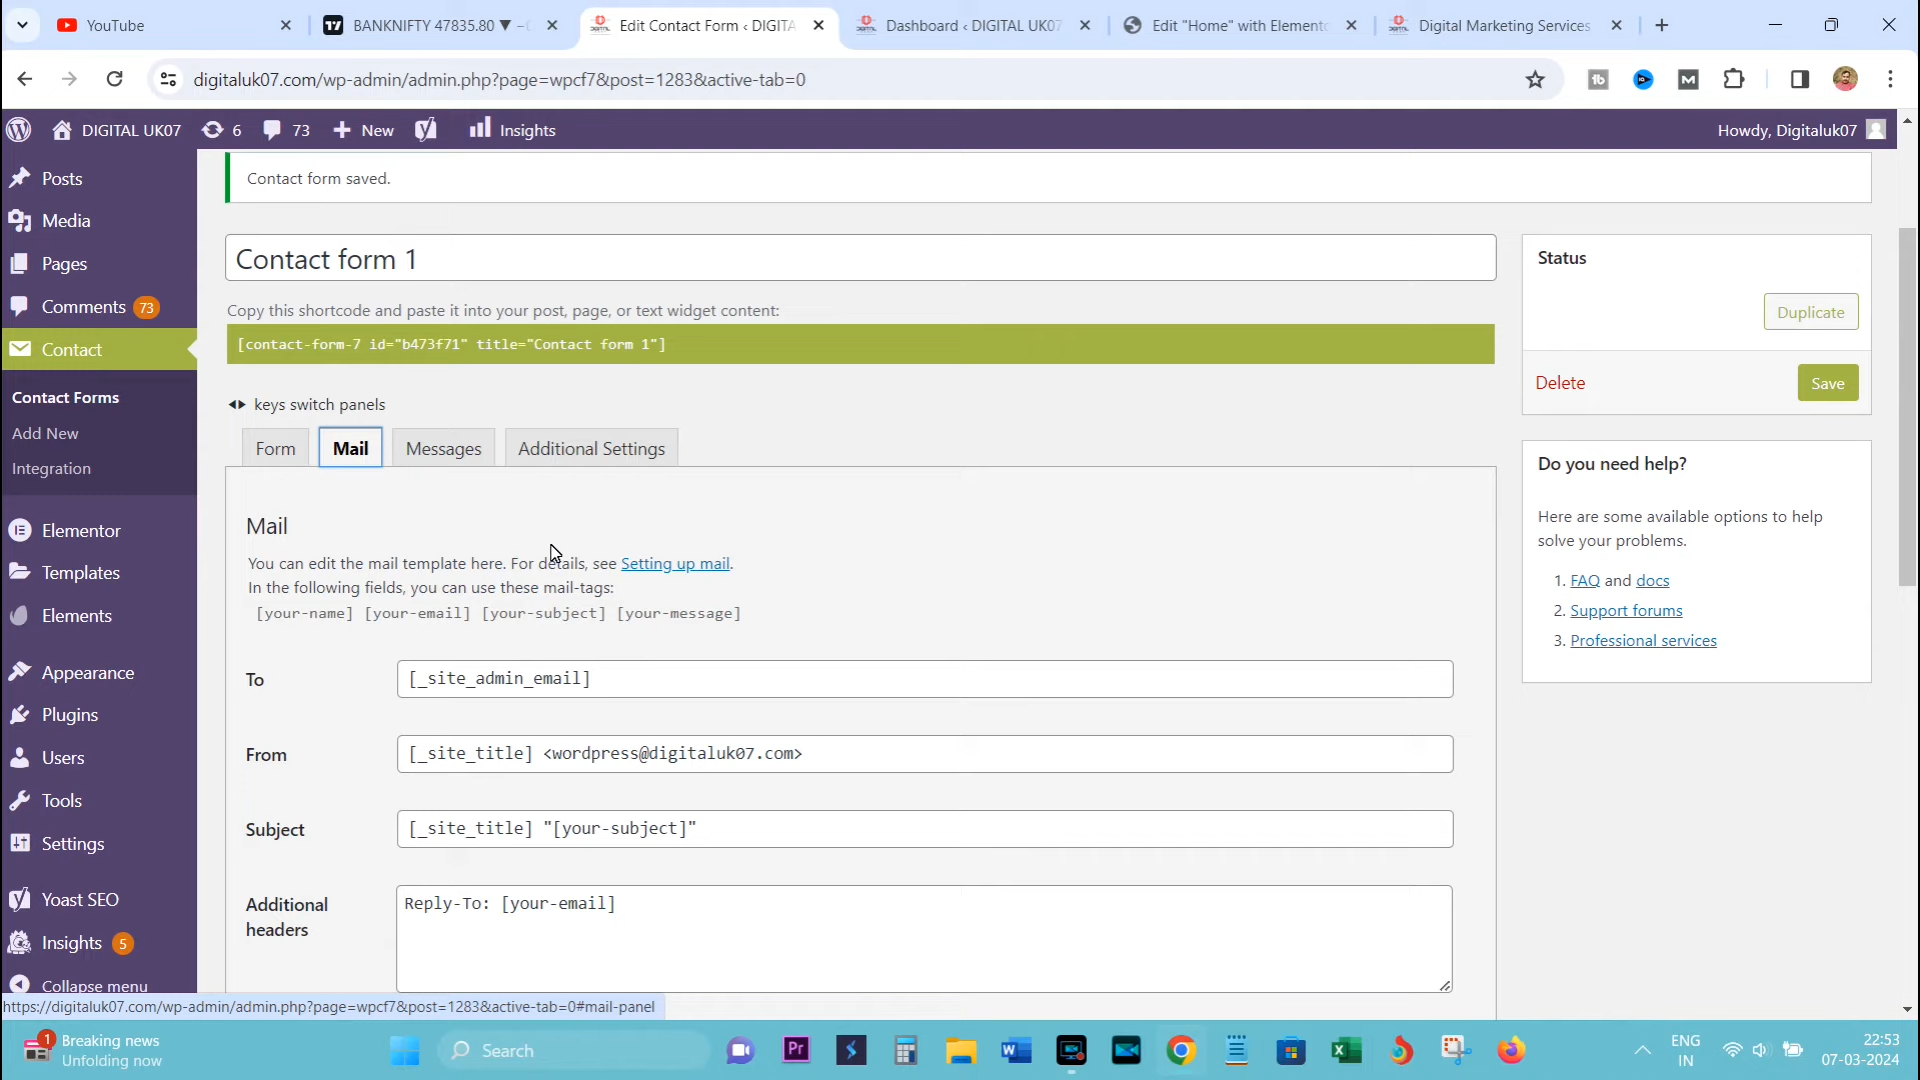 YouTube
BANKNIFTY 47835.80 ▼ −
Edit Contact Form ‹ DIGITA
Dashboard ‹ DIGITAL UK07
Edit "Home" with Elemento
Digital Marketing Services
digitaluk07.com/wp-admin/admin.php?page=wpcf7&post=1283&active-tab=0
DIGITAL UK07
6
73
New
Insights
Howdy, Digitaluk07
Posts
Media
Pages
Comments 73
Contact
Contact Forms
Add New
Integration
Elementor
Templates
Elements
Appearance
Plugins
Users
Tools
Settings
Yoast SEO
Insights 5
Collapse menu
Contact form saved.
Contact form 1
Copy this shortcode and paste it into your post, page, or text widget content:
[contact-form-7 id="b473f71" title="Contact form 1"]
keys switch panels
Form
Mail
Messages
Additional Settings
Mail
You can edit the mail template here. For details, see Setting up mail.
In the following fields, you can use these mail-tags:
[your-name] [your-email] [your-subject] [your-message]
To
[_site_admin_email]
From
[_site_title] <wordpress@digitaluk07.com>
Subject
[_site_title] "[your-subject]"
Additional headers
Reply-To: [your-email]
Status
Duplicate
Delete
Save
Do you need help?
Here are some available options to help
solve your problems.
1. FAQ and docs
2. Support forums
3. Professional services
https://digitaluk07.com/wp-admin/admin.php?page=wpcf7&post=1283&active-tab=0#mail-panel
1
Breaking news
Unfolding now
Search
Pr
ENG
IN
22:53
07-03-2024